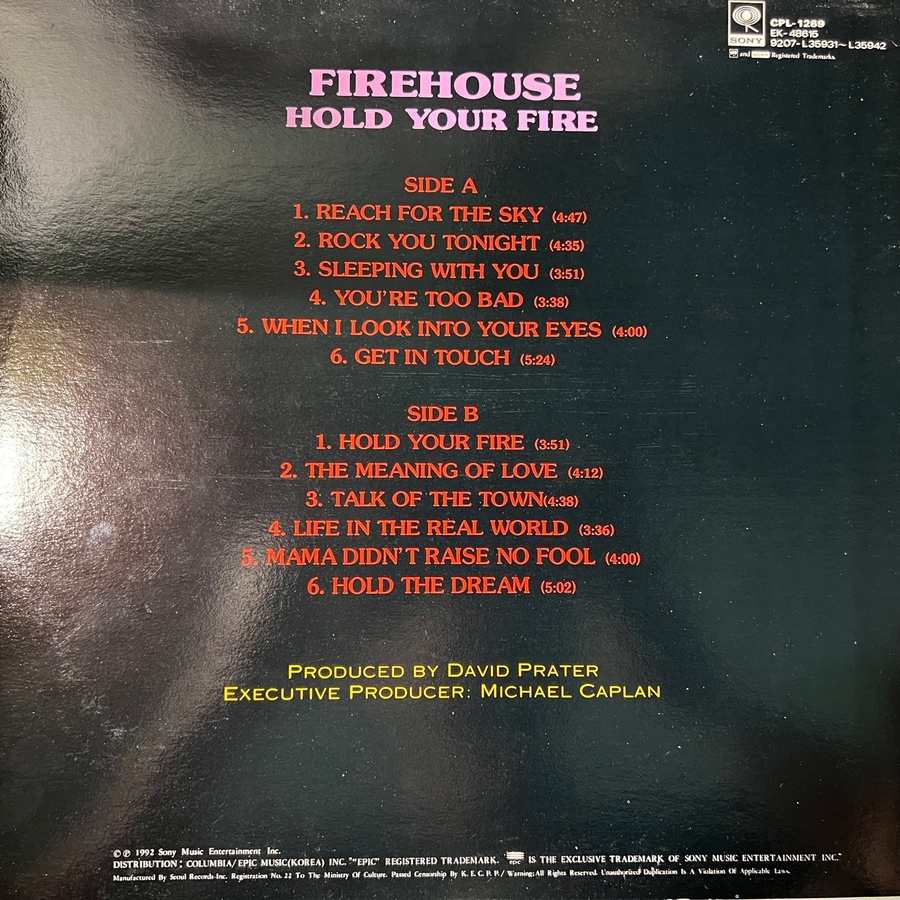 SONY
CPL-1269
EK-48615
9207-L35931~L35942
and Registered Trademarks
FIREHOUSE
HOLD YOUR FIRE
SIDE A
1. REACH FOR THE SKY (4:47)
2. ROCK YOU TONIGHT (4:35)
3. SLEEPING WITH YOU (3:51)
4. YOU'RE TOO BAD (3:38)
5. WHEN I LOOK INTO YOUR EYES (4:00)
6. GET IN TOUCH (5:24)
SIDE B
1. HOLD YOUR FIRE (3:51)
2. THE MEANING OF LOVE (4:12)
3. TALK OF THE TOWN(4:38)
4. LIFE IN THE REAL WORLD (3:36)
5. MAMA DIDN'T RAISE NO FOOL (4:00)
6. HOLD THE DREAM (5:02)
PRODUCED BY DAVID PRATER
EXECUTIVE PRODUCER: MICHAEL CAPLAN
© ℗ 1992 Sony Music Entertainment Inc.
DISTRIBUTION : COLUMBIA/EPIC MUSIC(KOREA) INC. "EPIC" REGISTERED TRADEMARK. epic IS THE EXCLUSIVE TRADEMARK OF SONY MUSIC ENTERTAINMENT INC."
Manufactured By Seoul Records-Inc. Registration No. 22 To The Ministry Of Culture. Passed Censorship By K. E. C. P. P. / Warning: All Rights Reserved. Unauthorized Duplication Is A Violation Of Applicable Laws.